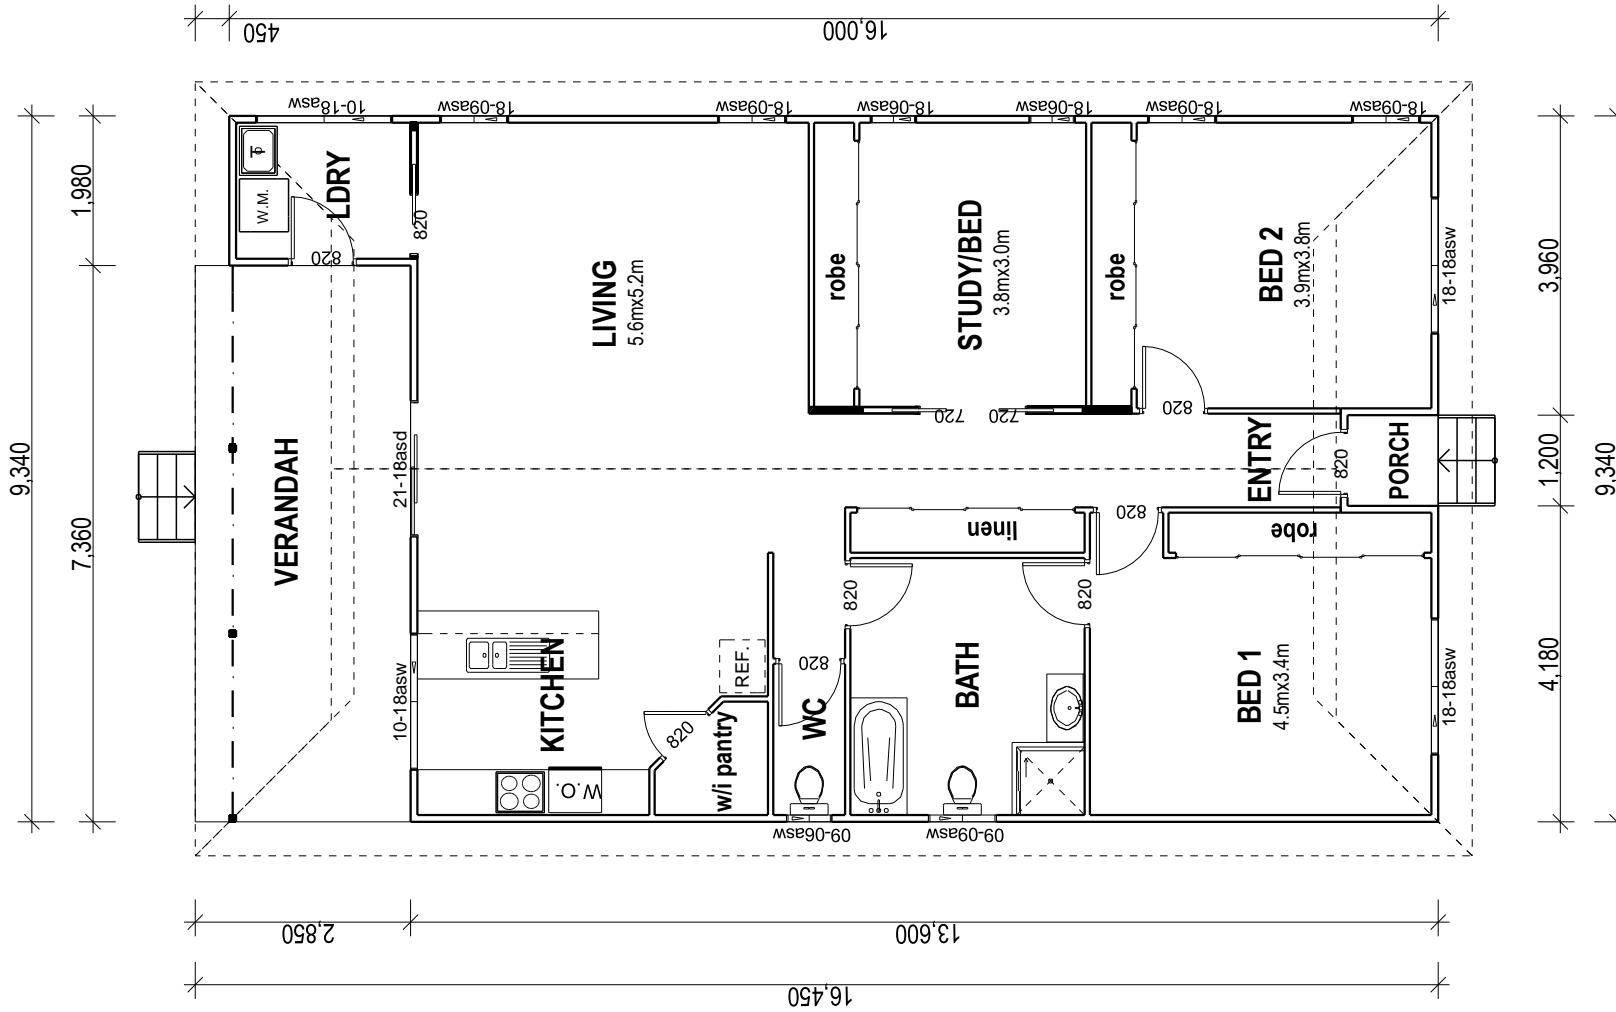 450
16,000
10-18asw
18-09asw
18-09asw
18-06asw
18-06asw
18-09asw
18-09asw
9,340
1,980
7,360
T
W.M.
LDRY
820
820
LIVING
5.6mx5.2m
robe
STUDY/BED
3.8mx3.0m
robe
BED 2
3.9mx3.8m
18-18asw
3,960
1,200
4,180
9,340
720
720
820
VERANDAH
21-18asd
ENTRY
820
PORCH
linen
820
robe
10-18asw
KITCHEN
REF.
820
820
820
820
w/i pantry
WC
BATH
BED 1
4.5mx3.4m
18-18asw
W.O.
09-06asw
09-09asw
2,850
13,600
16,450